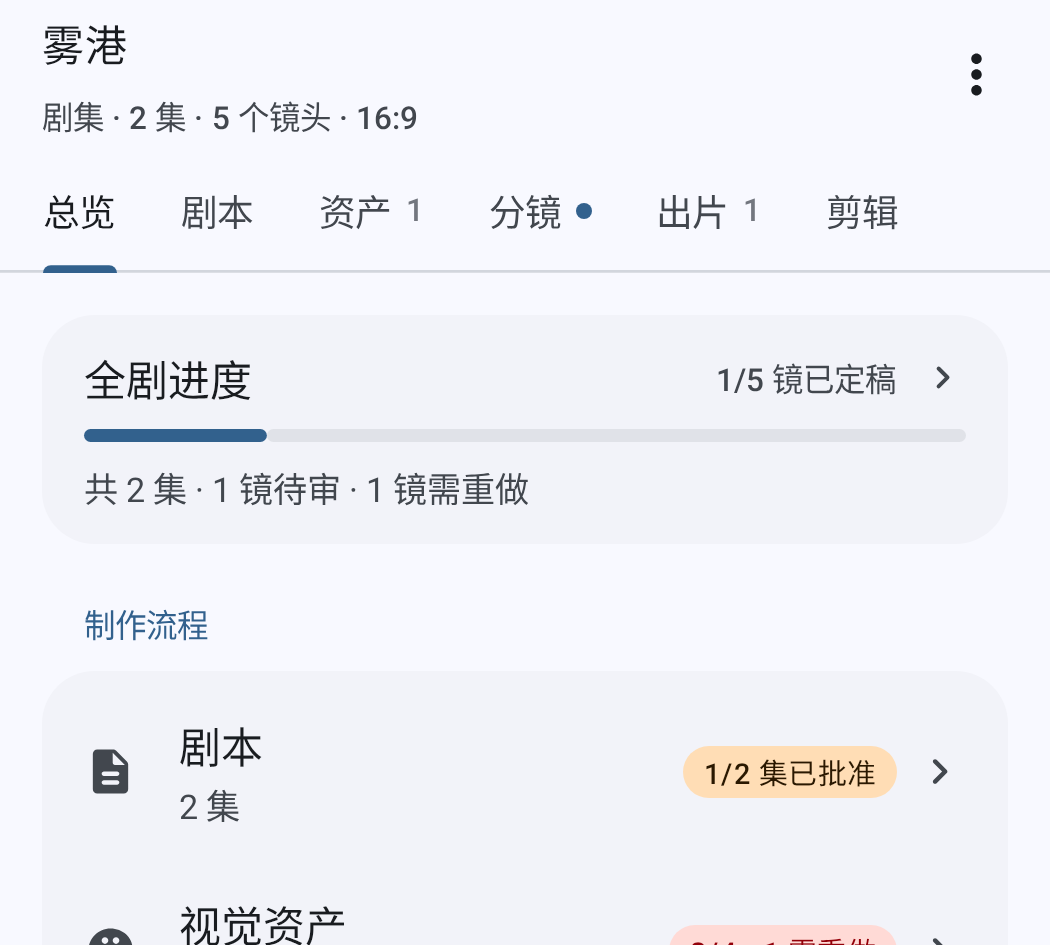 雾港
剧集 · 2 集 · 5 个镜头 · 16:9
总览 剧本 资产 1 分镜 出片 1 剪辑
全剧进度 1/5 镜已定稿
共 2 集 · 1 镜待审 · 1 镜需重做
制作流程
剧本 1/2 集已批准
2 集
视觉资产